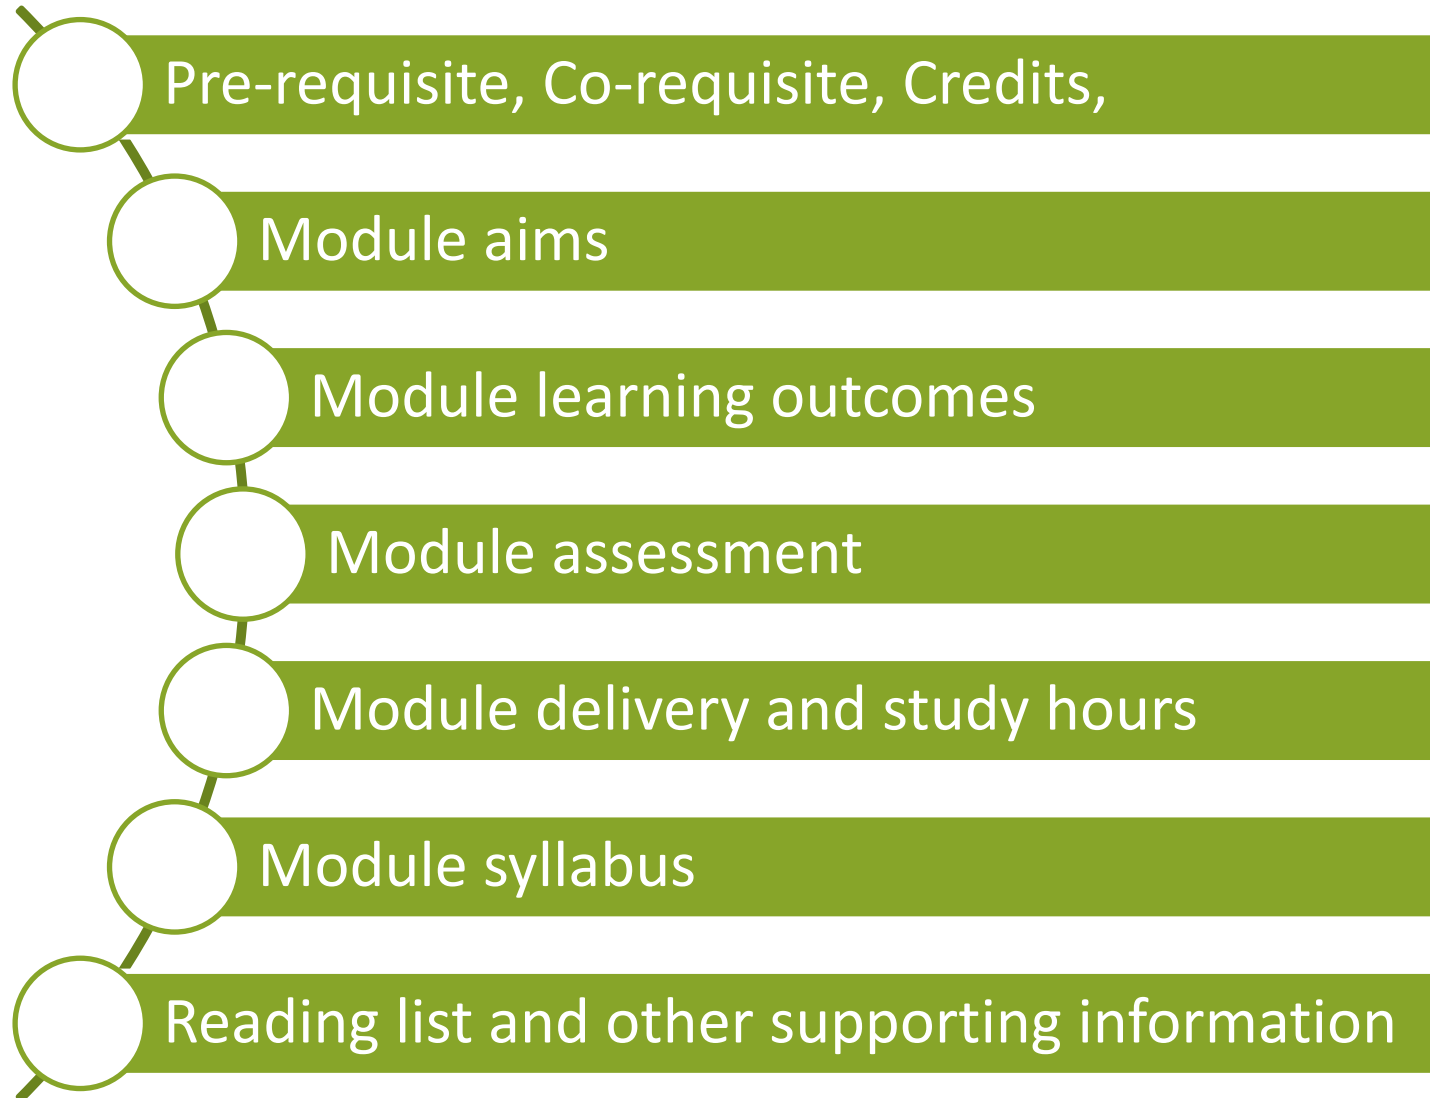 Pre-requisite, Co-requisite, Credits,
Module aims
Module learning outcomes
Module assessment
Module delivery and study hours
Module syllabus
Reading list and other supporting information